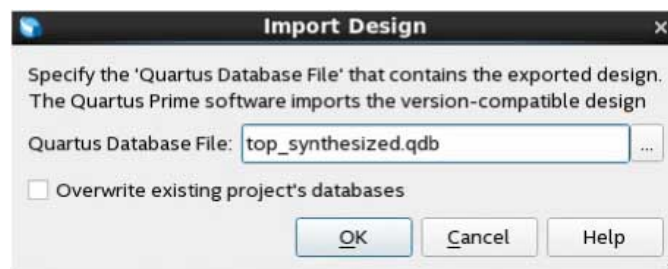 Import Design
Specify the 'Quartus Database File' that contains the exported design.
The Quartus Prime software imports the version-compatible design
Quartus Database File: top_synthesized.qdb ...
Overwrite existing project's databases
OK Cancel Help